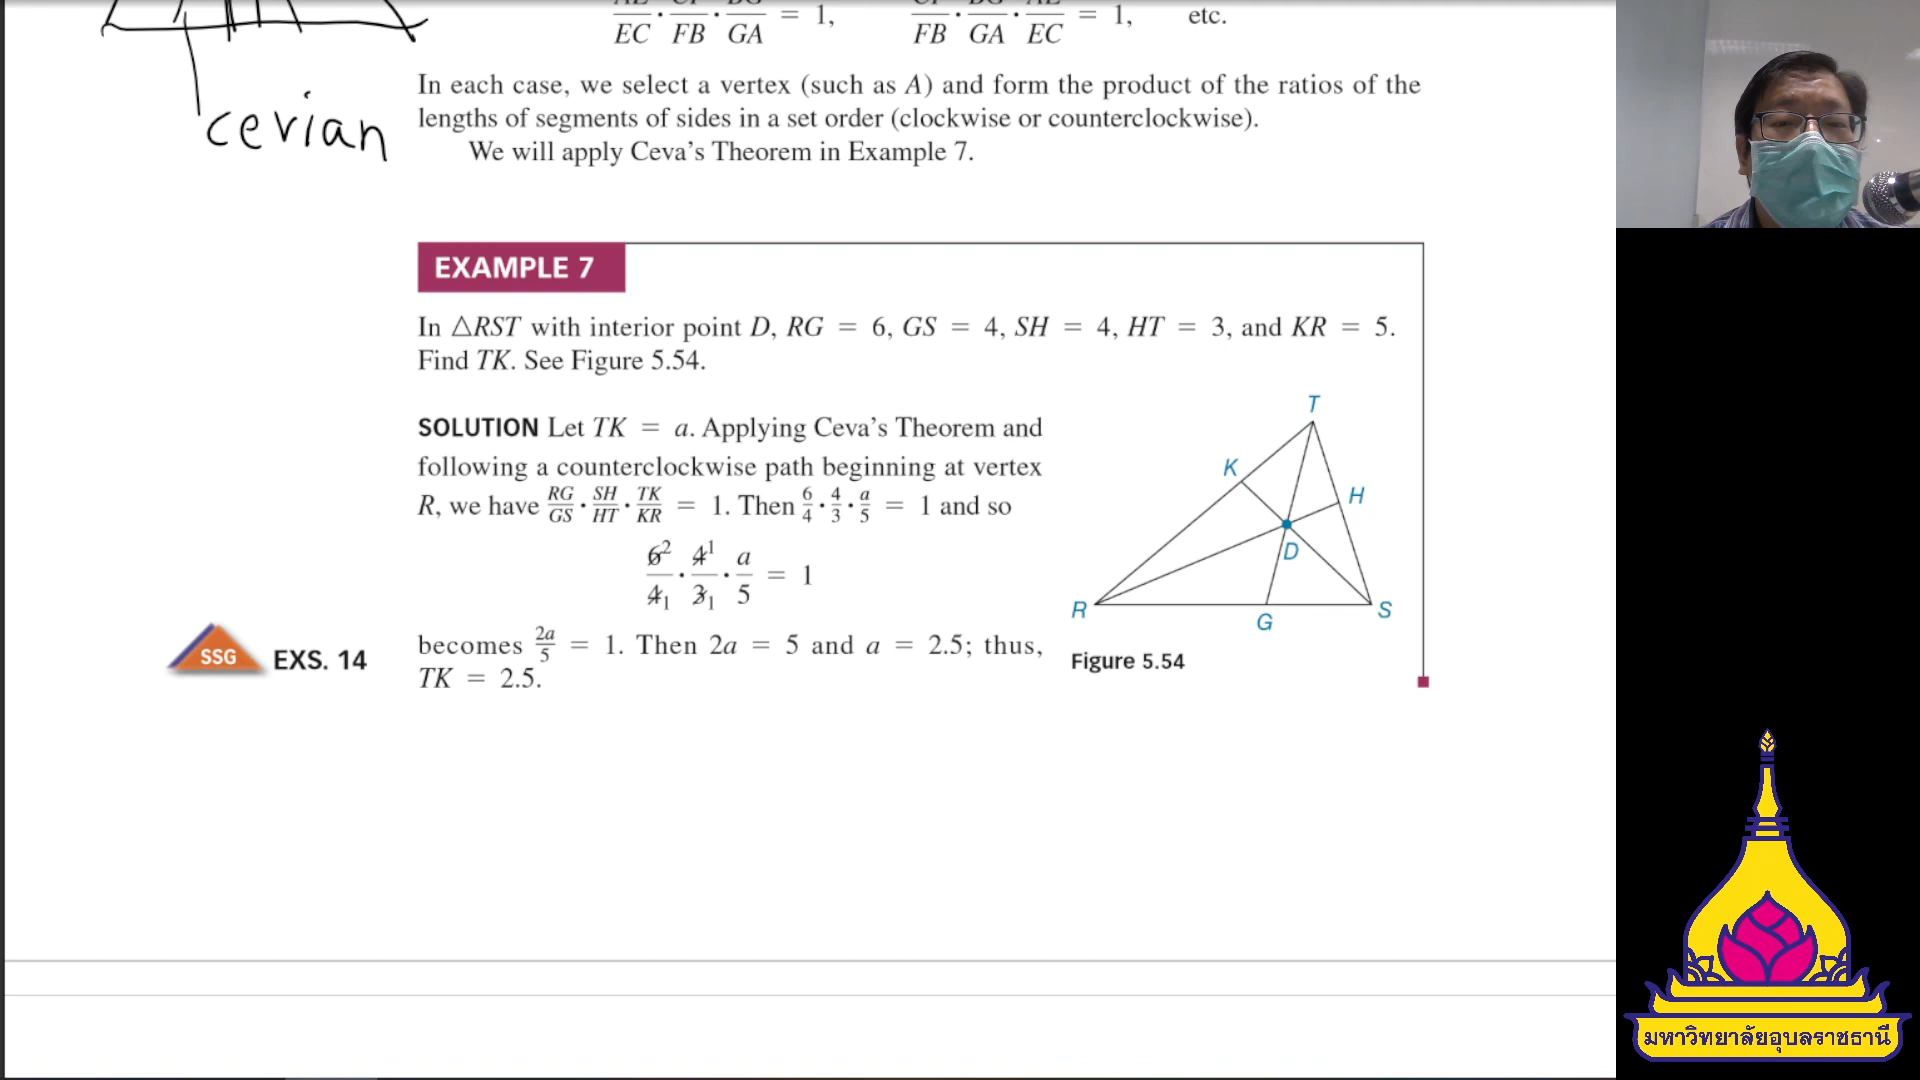 EC · FB · GA = 1, FB · GA · EC = 1, etc.
In each case, we select a vertex (such as A) and form the product of the ratios of the
lengths of segments of sides in a set order (clockwise or counterclockwise).
cevian
We will apply Ceva's Theorem in Example 7.
EXAMPLE 7
In △RST with interior point D, RG = 6, GS = 4, SH = 4, HT = 3, and KR = 5.
Find TK. See Figure 5.54.
SOLUTION Let TK = a. Applying Ceva's Theorem and
following a counterclockwise path beginning at vertex
R, we have RG/GS · SH/HT · TK/KR = 1. Then 6/4 · 4/3 · a/5 = 1 and so
6²/4₁ · 4¹/3₁ · a/5 = 1
becomes 2a/5 = 1. Then 2a = 5 and a = 2.5; thus,
TK = 2.5.
SSG EXS. 14
T
K
H
D
R
S
G
Figure 5.54
มหาวิทยาลัยอุบลราชธานี